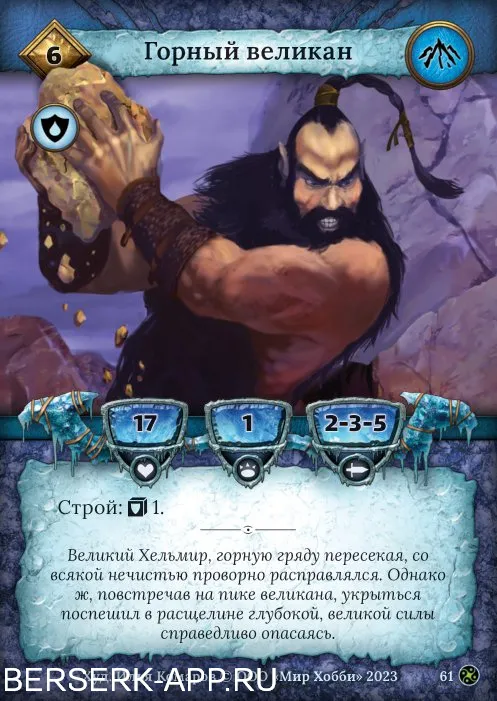 6
Горный великан
17
1
2-3-5
Строй: 1.
Великий Хельмир, горную гряду пересекая, со
всякой нечистью проворно расправлялся. Однако
ж, повстречав на пике великана, укрыться
поспешил в расщелине глубокой, великой силы
справедливо опасаясь.
«Мир Хобби» 2023
61
BERSERK-APP.RU